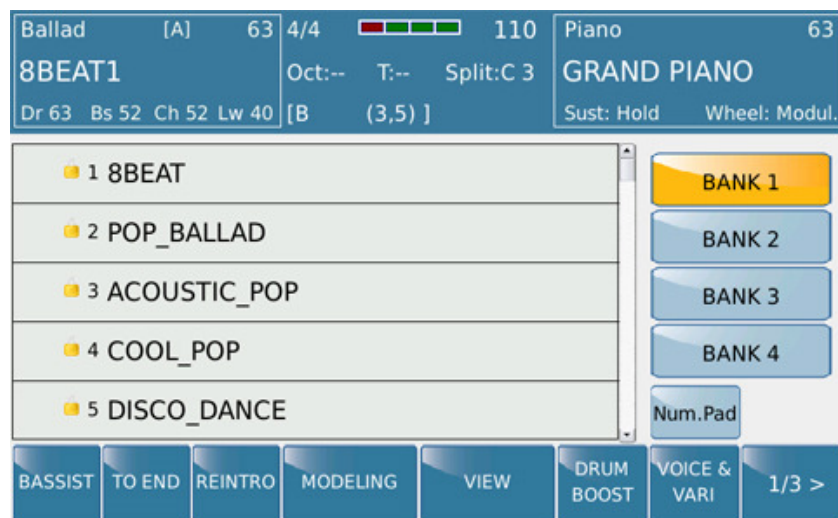 Ballad [A] 63
8BEAT1
Dr 63 Bs 52 Ch 52 Lw 40
4/4 110
Oct:-- T:-- Split:C 3
[B (3,5) ]
Piano 63
GRAND PIANO
Sust: Hold Wheel: Modul.
1 8BEAT
2 POP_BALLAD
3 ACOUSTIC_POP
4 COOL_POP
5 DISCO_DANCE
BANK 1
BANK 2
BANK 3
BANK 4
Num.Pad
BASSIST
TO END
REINTRO
MODELING
VIEW
DRUM
BOOST
VOICE &
VARI
1/3 >